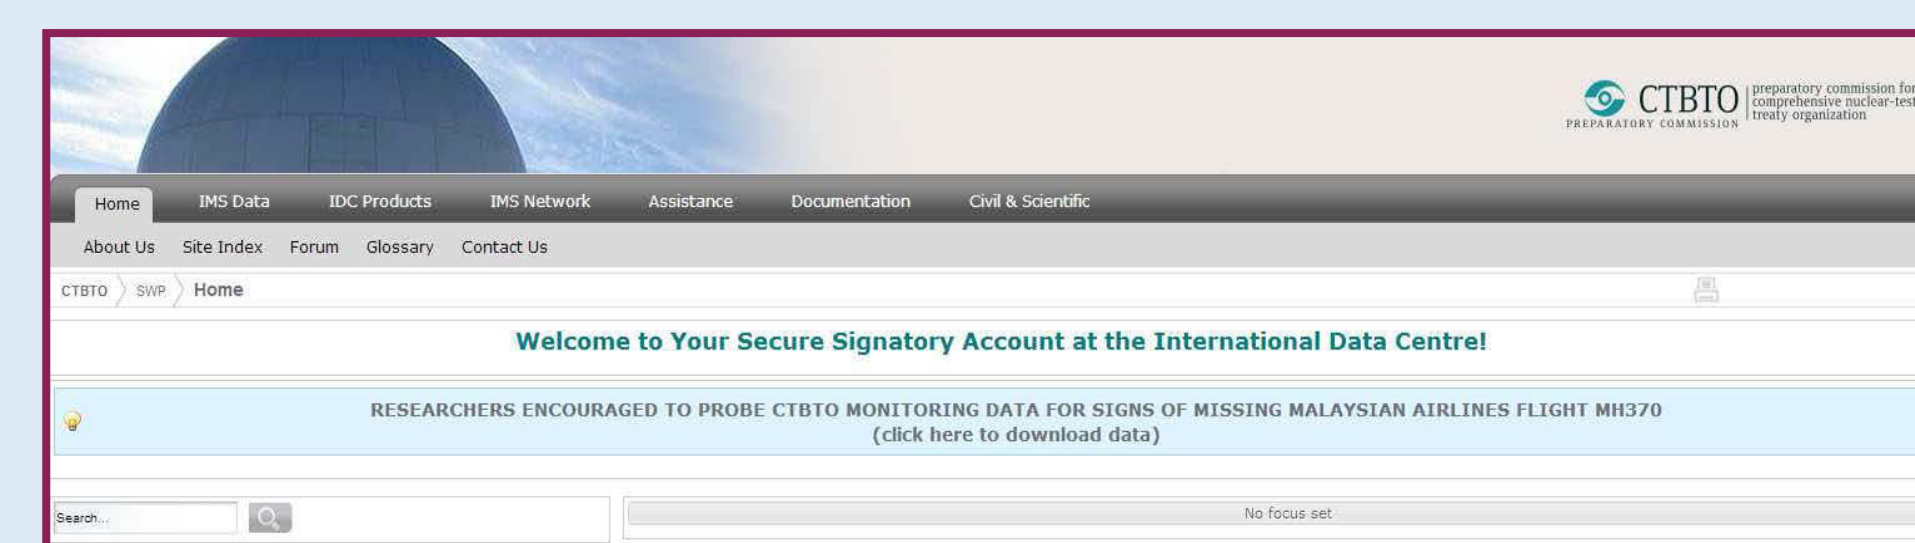 CTBTO
PREPARATORY COMMISSION
preparatory commission for
comprehensive nuclear-test
treaty organization
Home IMS Data IDC Products IMS Network Assistance Documentation Civil & Scientific
About Us Site Index Forum Glossary Contact Us
CTBTO SWP Home
Welcome to Your Secure Signatory Account at the International Data Centre!
RESEARCHERS ENCOURAGED TO PROBE CTBTO MONITORING DATA FOR SIGNS OF MISSING MALAYSIAN AIRLINES FLIGHT MH370
(click here to download data)
Search...
No focus set